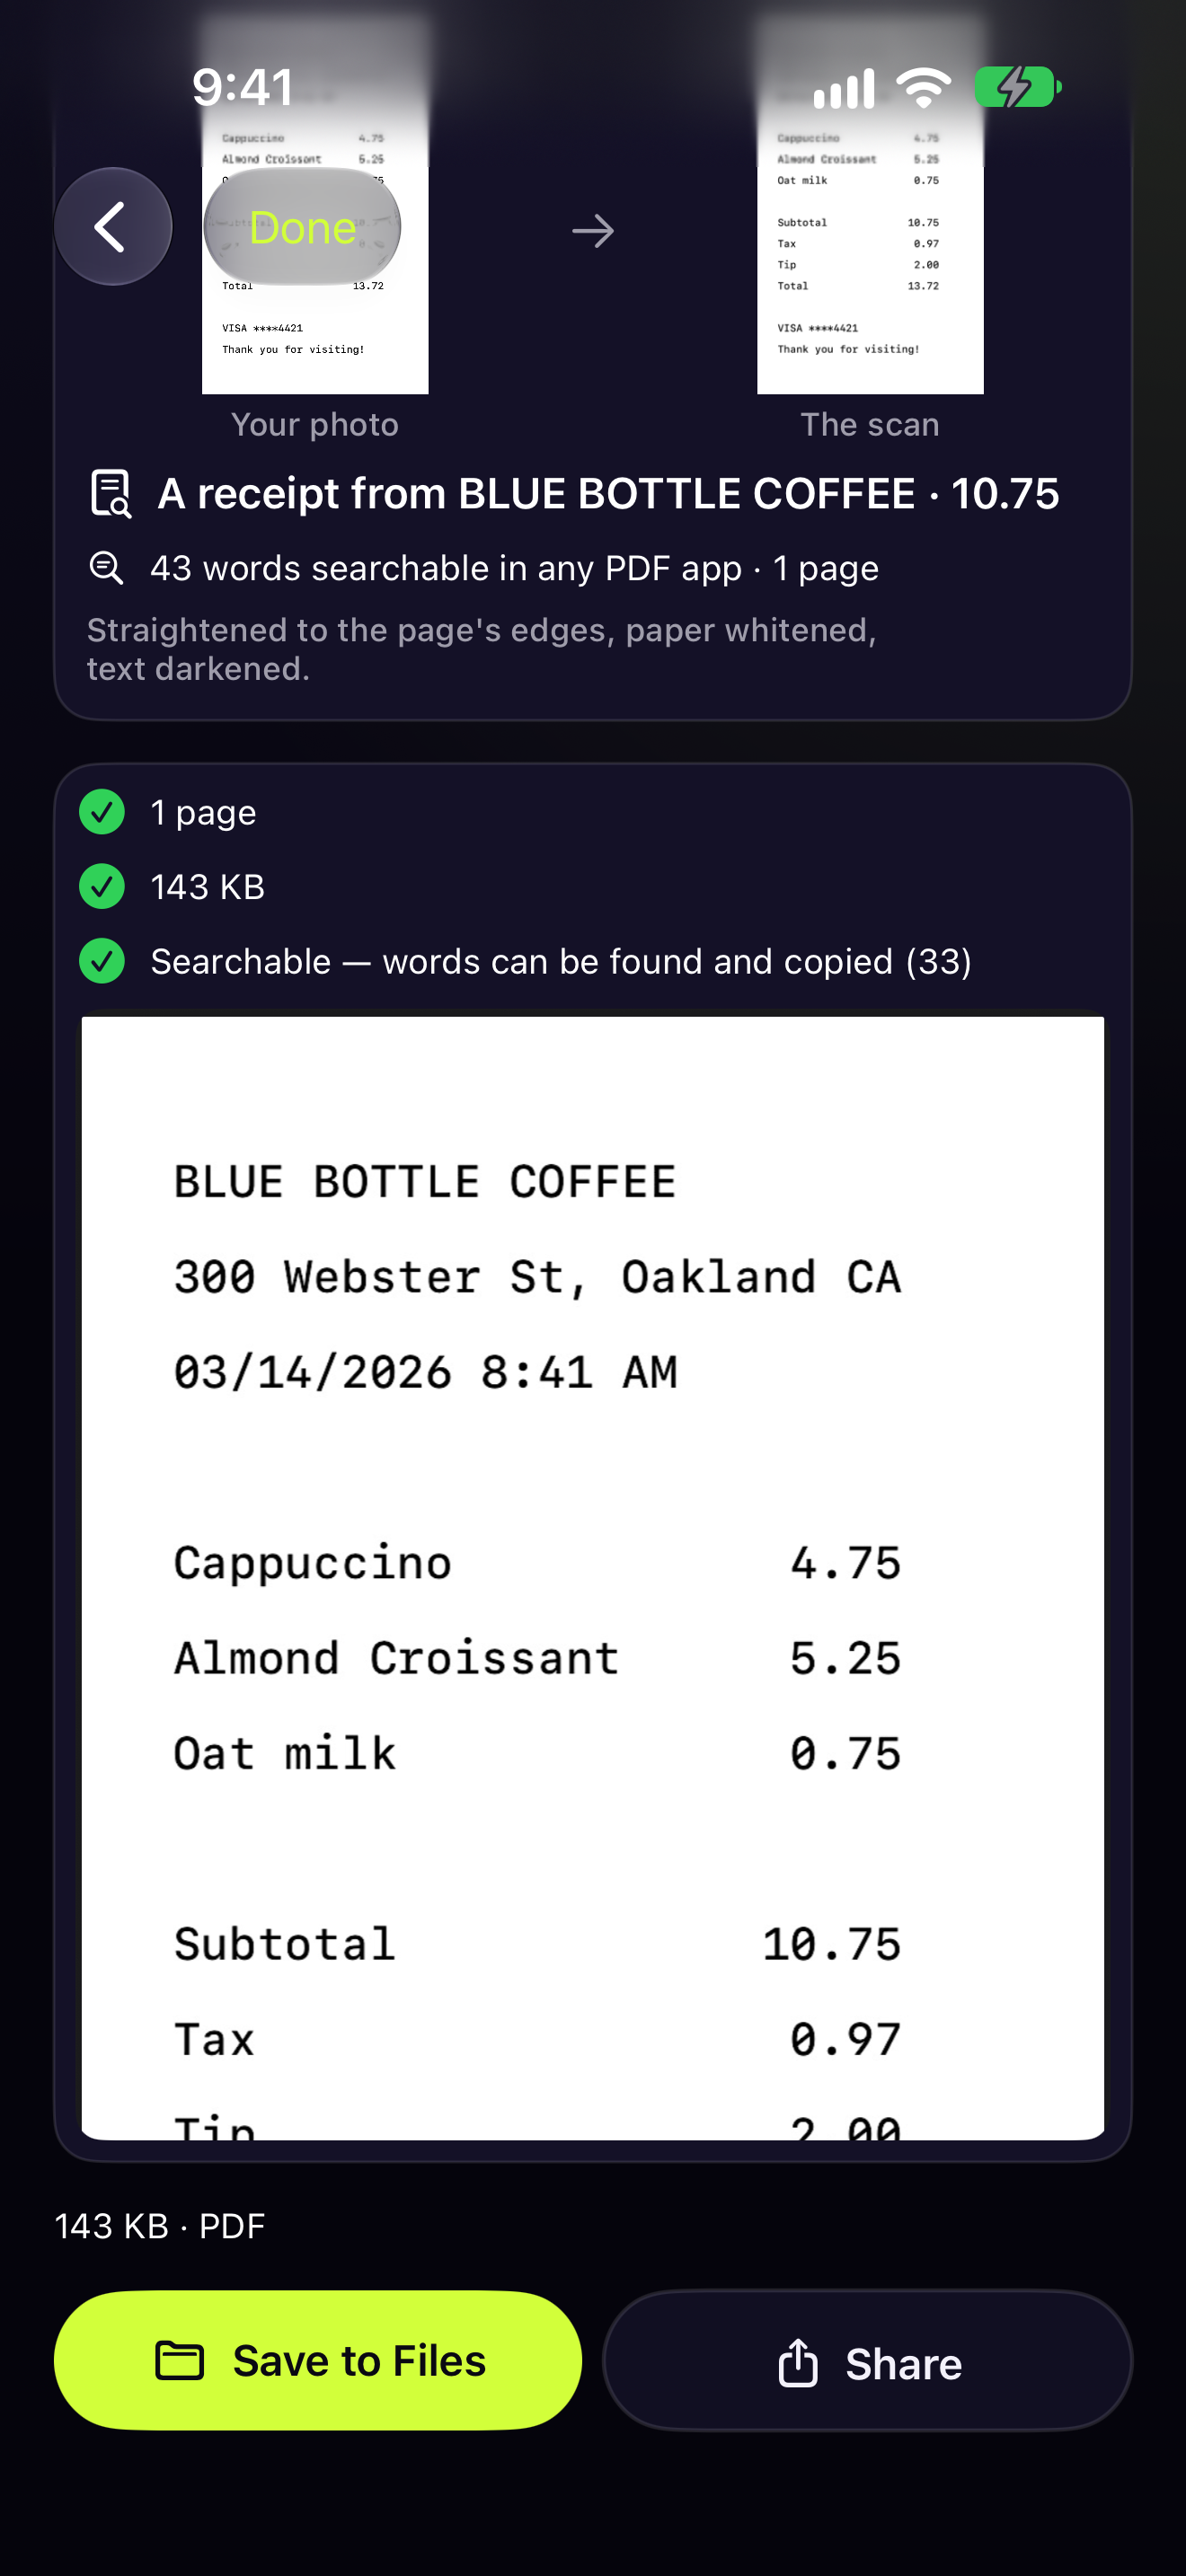 9:41
Cappuccino 4.75
Almond Croissant 5.25
Done
Total 13.72
VISA ****4421
Thank you for visiting!
Your photo
→
Cappuccino 4.75
Almond Croissant 5.25
Oat milk 0.75
Subtotal 10.75
Tax 0.97
Tip 2.00
Total 13.72
VISA ****4421
Thank you for visiting!
The scan
A receipt from BLUE BOTTLE COFFEE · 10.75
43 words searchable in any PDF app · 1 page
Straightened to the page's edges, paper whitened,
text darkened.
1 page
143 KB
Searchable — words can be found and copied (33)
BLUE BOTTLE COFFEE
300 Webster St, Oakland CA
03/14/2026 8:41 AM
Cappuccino 4.75
Almond Croissant 5.25
Oat milk 0.75
Subtotal 10.75
Tax 0.97
Tip 2.00
143 KB · PDF
Save to Files
Share